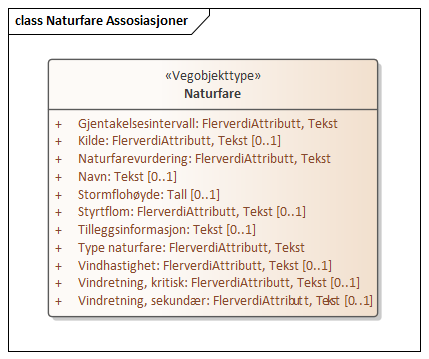 class Naturfare Assosiasjoner
«Vegobjekttype»
Naturfare
+ Gjentakelsesintervall: FlerverdiAttributt, Tekst
+ Kilde: FlerverdiAttributt, Tekst [0..1]
+ Naturfarevurdering: FlerverdiAttributt, Tekst
+ Navn: Tekst [0..1]
+ Stormflohøyde: Tall [0..1]
+ Styrtflom: FlerverdiAttributt, Tekst [0..1]
+ Tilleggsinformasjon: Tekst [0..1]
+ Type naturfare: FlerverdiAttributt, Tekst
+ Vindhastighet: FlerverdiAttributt, Tekst [0..1]
+ Vindretning, kritisk: FlerverdiAttributt, Tekst [0..1]
+ Vindretning, sekundær: FlerverdiAttributt, Tekst [0..1]